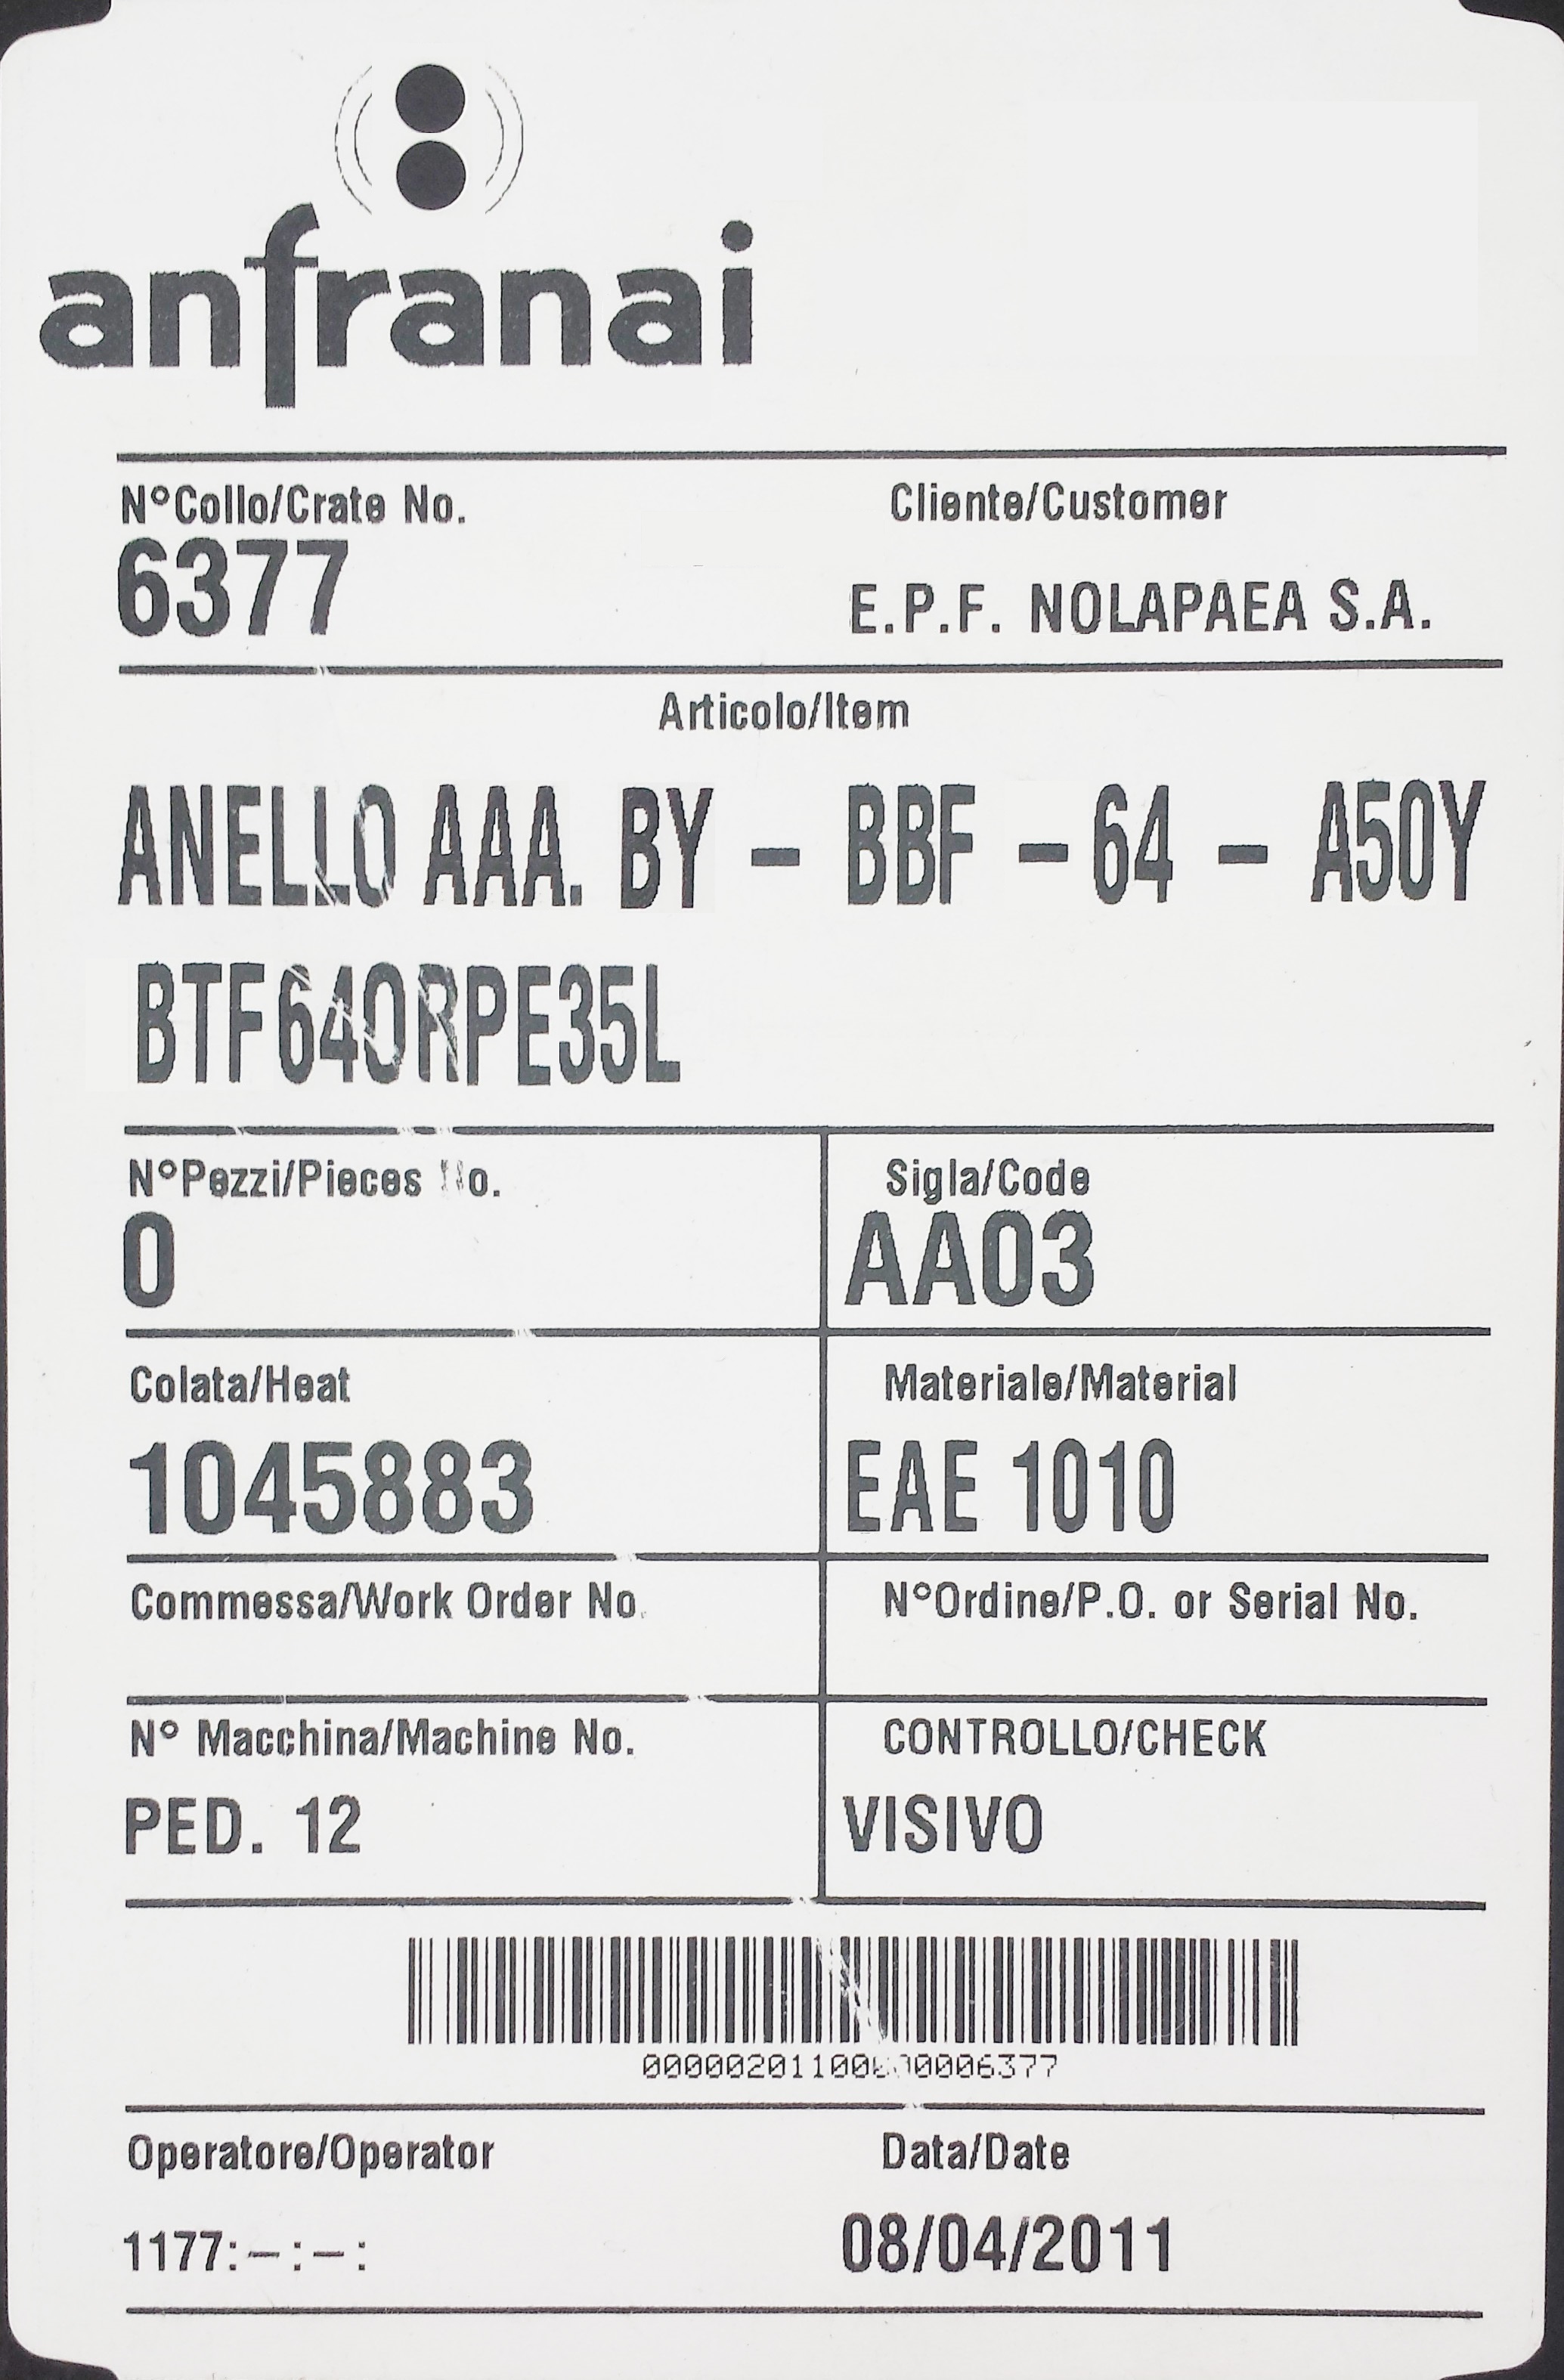 anfranai
N°Collo/Crate No. Cliente/Customer
6377 E.P.F. NOLAPAEA S.A.
Articolo/Item
ANELLO AAA. BY - BBF - 64 - A50Y
BTF640RPE35L
N°Pezzi/Pieces No. Sigla/Code
0 AA03
Colata/Heat Materiale/Material
1045883 EAE 1010
Commessa/Work Order No. N°Ordine/P.O. or Serial No.
N° Macchina/Machine No. CONTROLLO/CHECK
PED. 12 VISIVO
Operatore/Operator Data/Date
1177:-:-: 08/04/2011